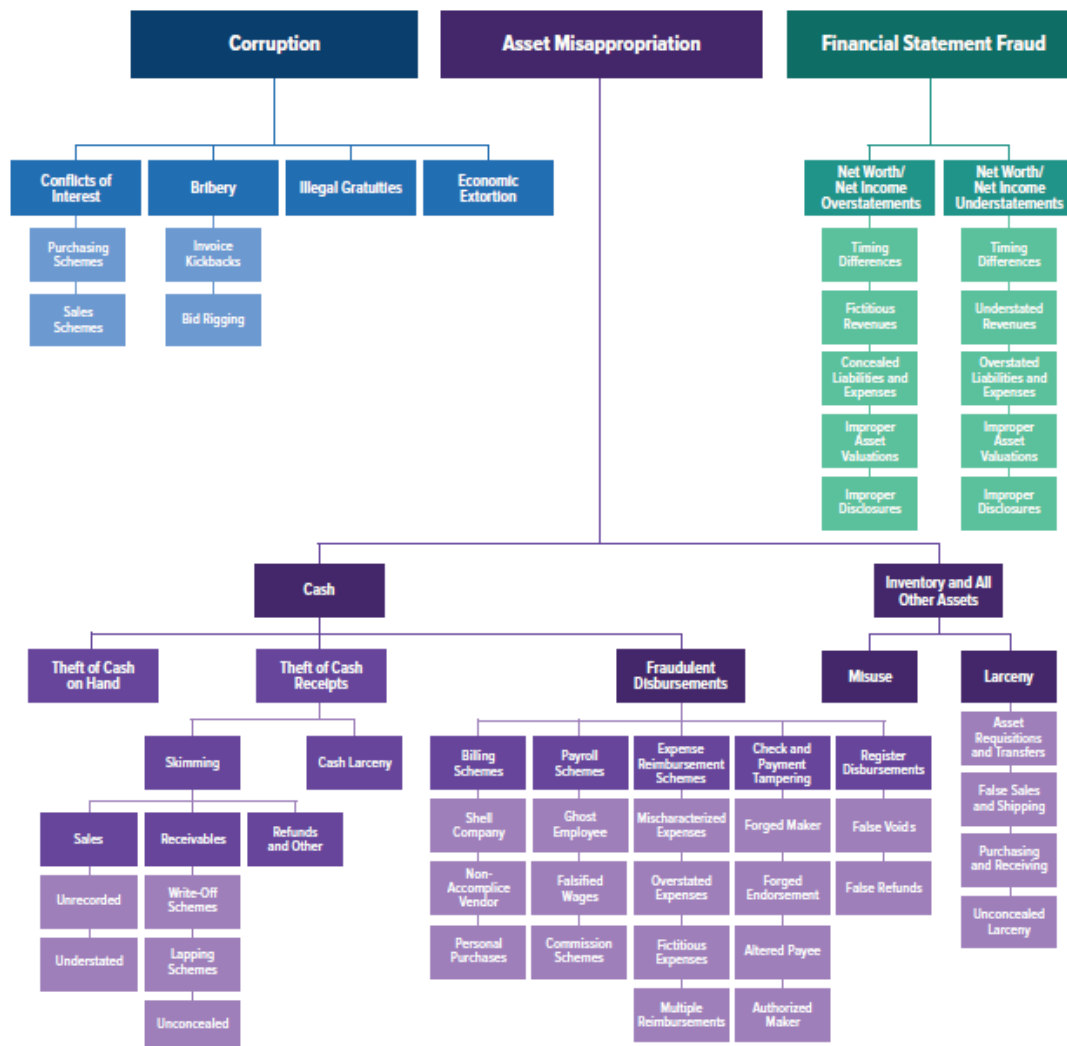 Corruption
Asset Misappropriation
Financial Statement Fraud
Conflicts of
Interest
Bribery
Illegal Gratuities
Economic
Extortion
Net Worth/
Net Income
Overstatements
Net Worth/
Net Income
Understatements
Purchasing
Schemes
Sales
Schemes
Invoice
Kickbacks
Bid Rigging
Timing
Differences
Fictitious
Revenues
Concealed
Liabilities and
Expenses
Improper
Asset
Valuations
Improper
Disclosures
Timing
Differences
Understated
Revenues
Overstated
Liabilities and
Expenses
Improper
Asset
Valuations
Improper
Disclosures
Cash
Inventory and All
Other Assets
Theft of Cash
on Hand
Theft of Cash
Receipts
Fraudulent
Disbursements
Misuse
Larceny
Skimming
Cash Larceny
Sales
Unrecorded
Understated
Receivables
Write-Off
Schemes
Lapping
Schemes
Unconcealed
Refunds
and Other
Billing
Schemes
Shell
Company
Non-
Accomplice
Vendor
Personal
Purchases
Payroll
Schemes
Ghost
Employee
Falsified
Wages
Commission
Schemes
Expense
Reimbursement
Schemes
Mischaracterized
Expenses
Overstated
Expenses
Fictitious
Expenses
Multiple
Reimbursements
Check and
Payment
Tampering
Forged Maker
Forged
Endorsement
Altered Payee
Authorized
Maker
Register
Disbursements
False Voids
False Refunds
Asset
Requisitions
and Transfers
False Sales
and Shipping
Purchasing
and Receiving
Unconcealed
Larceny